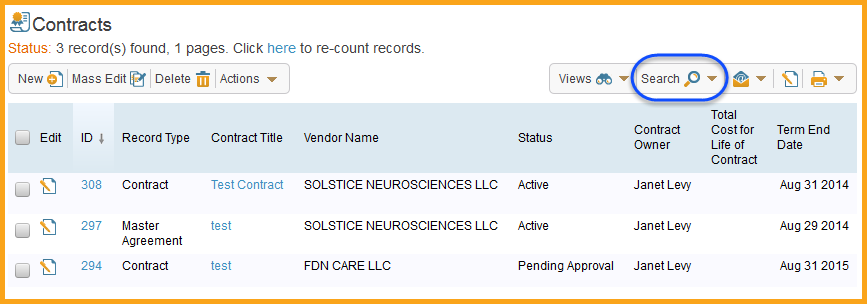 Contracts
Status: 3 record(s) found, 1 pages. Click here to re-count records.
New Mass Edit Delete Actions Views Search
Edit ID Record Type Contract Title Vendor Name Status Contract Owner Total Cost for Life of Contract Term End Date
308 Contract Test Contract SOLSTICE NEUROSCIENCES LLC Active Janet Levy Aug 31 2014
297 Master Agreement test SOLSTICE NEUROSCIENCES LLC Active Janet Levy Aug 29 2014
294 Contract test FDN CARE LLC Pending Approval Janet Levy Aug 31 2015